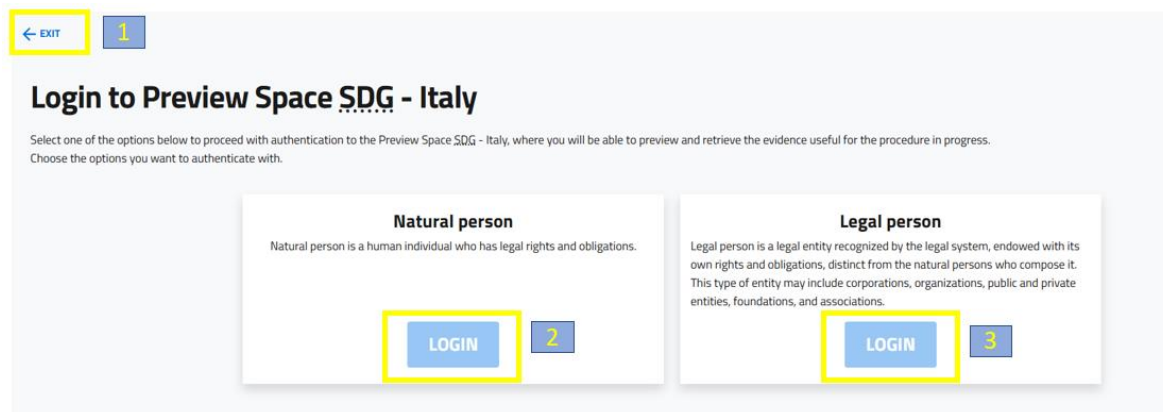 ← EXIT
1
Login to Preview Space SDG - Italy
Select one of the options below to proceed with authentication to the Preview Space SDG - Italy, where you will be able to preview and retrieve the evidence useful for the procedure in progress.
Choose the options you want to authenticate with.
Natural person
Natural person is a human individual who has legal rights and obligations.
LOGIN
2
Legal person
Legal person is a legal entity recognized by the legal system, endowed with its
own rights and obligations, distinct from the natural persons who compose it.
This type of entity may include corporations, organizations, public and private
entities, foundations, and associations.
LOGIN
3